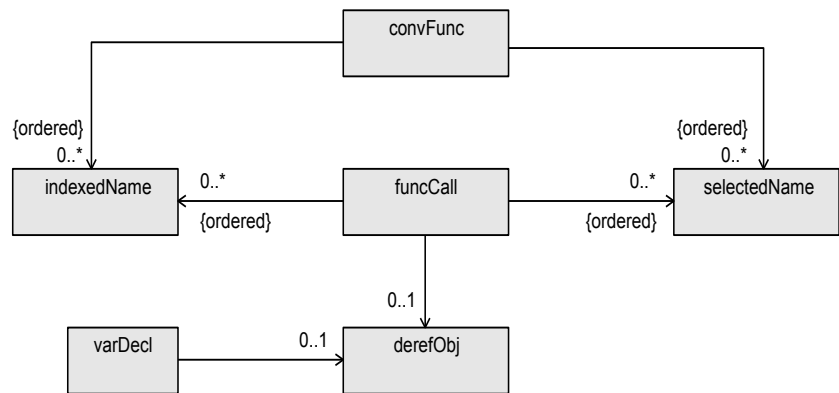 convFunc
{ordered}
0..*
{ordered}
0..*
indexedName
0..*
{ordered}
funcCall
0..*
{ordered}
selectedName
0..1
varDecl
0..1
derefObj